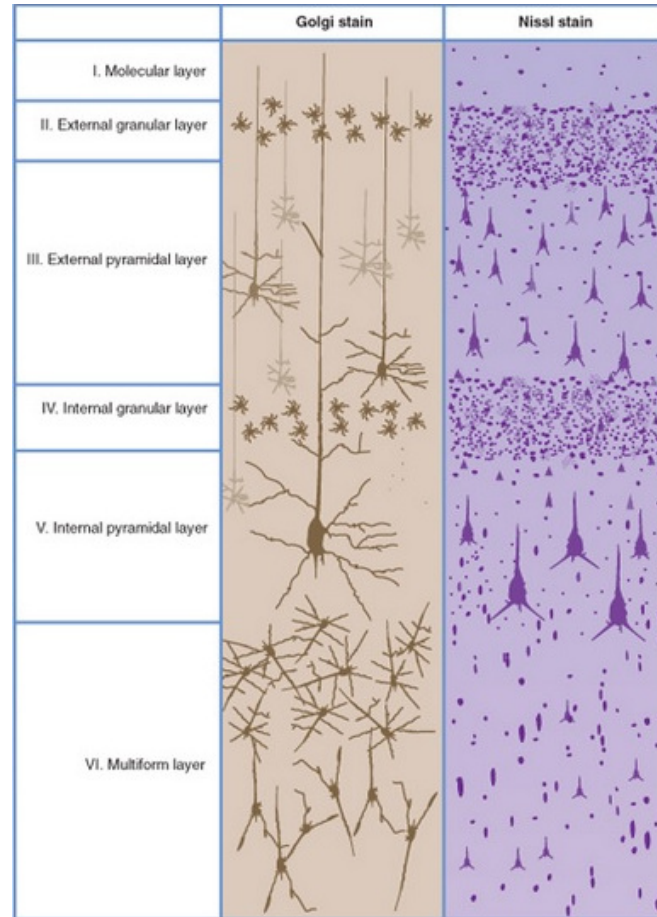 Golgi stain
Nissl stain
I. Molecular layer
II. External granular layer
III. External pyramidal layer
IV. Internal granular layer
V. Internal pyramidal layer
VI. Multiform layer